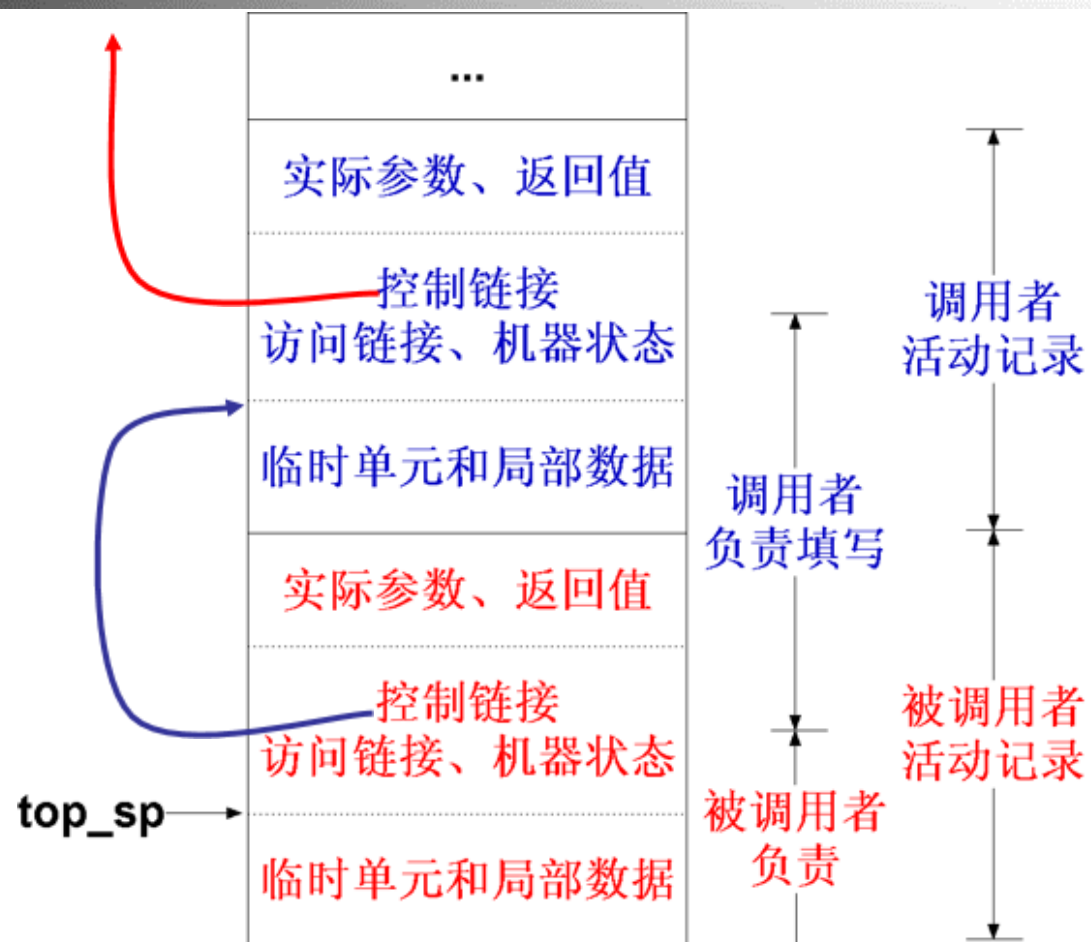 ...
实际参数、返回值
控制链接
访问链接、机器状态
临时单元和局部数据
实际参数、返回值
控制链接
访问链接、机器状态
临时单元和局部数据
top_sp
调用者
负责填写
被调用者
负责
调用者
活动记录
被调用者
活动记录